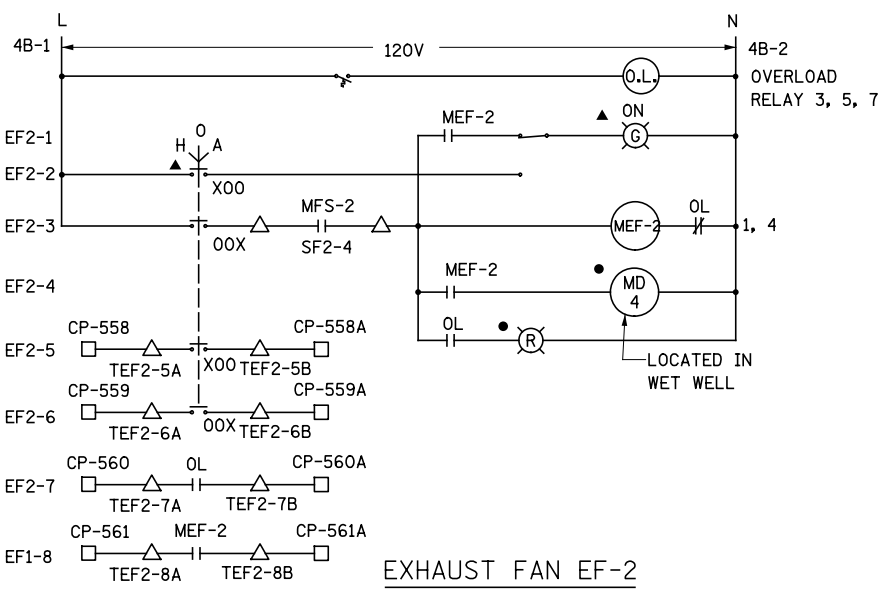 L N
4B-1 120V 4B-2
O.L. OVERLOAD
RELAY 3, 5, 7
MEF-2 ON
EF2-1 O G
H A
EF2-2 XOO
MFS-2 OL
EF2-3 MEF-2 1, 4
OOX SF2-4
MEF-2
EF2-4 MD
4
CP-558 CP-558A OL
EF2-5 R
XOO LOCATED IN
TEF2-5A TEF2-5B
WET WELL
CP-559 CP-559A
EF2-6 OOX
TEF2-6A TEF2-6B
CP-560 OL CP-560A
EF2-7
TEF2-7A TEF2-7B
CP-561 MEF-2 CP-561A
EF1-8
TEF2-8A TEF2-8B
EXHAUST FAN EF-2